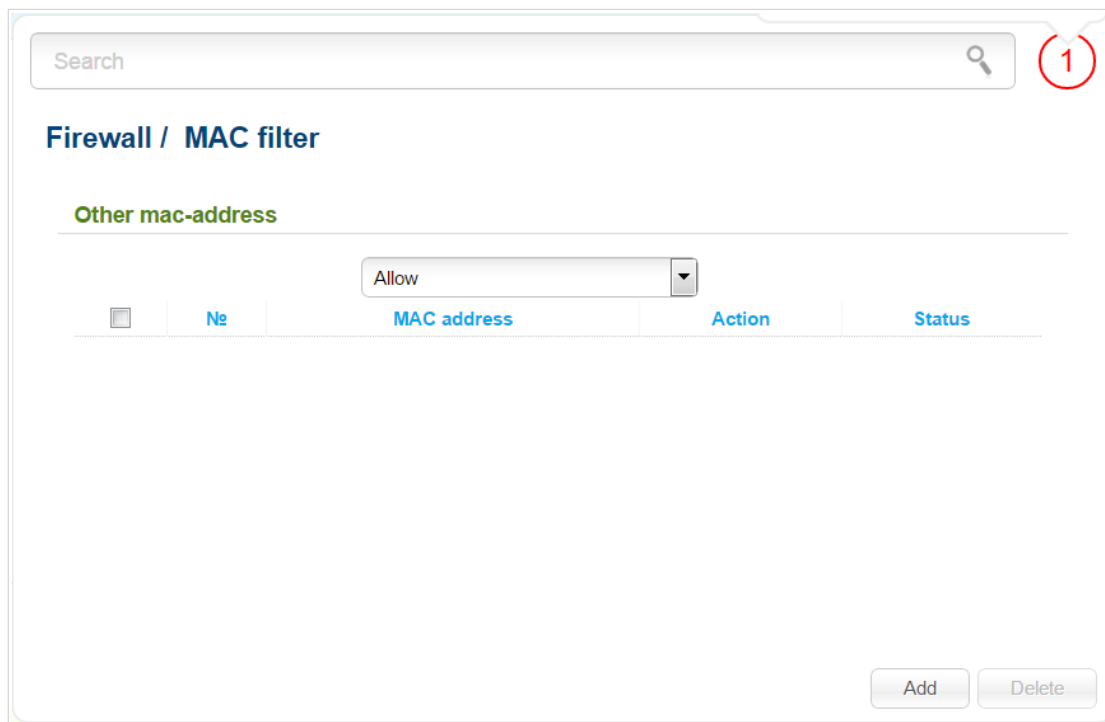 Search
1
Firewall / MAC filter
Other mac-address
Allow
№ MAC address Action Status
Add Delete